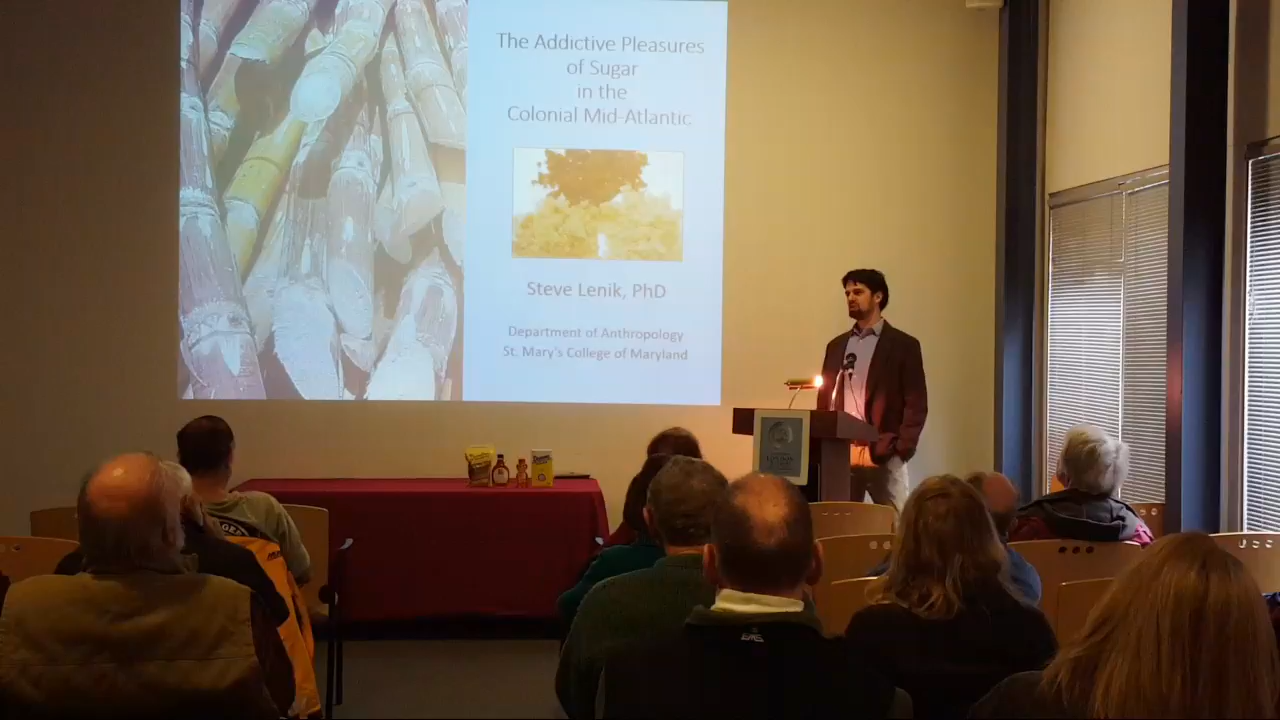 The Addictive Pleasures
of Sugar
in the
Colonial Mid-Atlantic
Steve Lenik, PhD
Department of Anthropology
St. Mary's College of Maryland
EMS